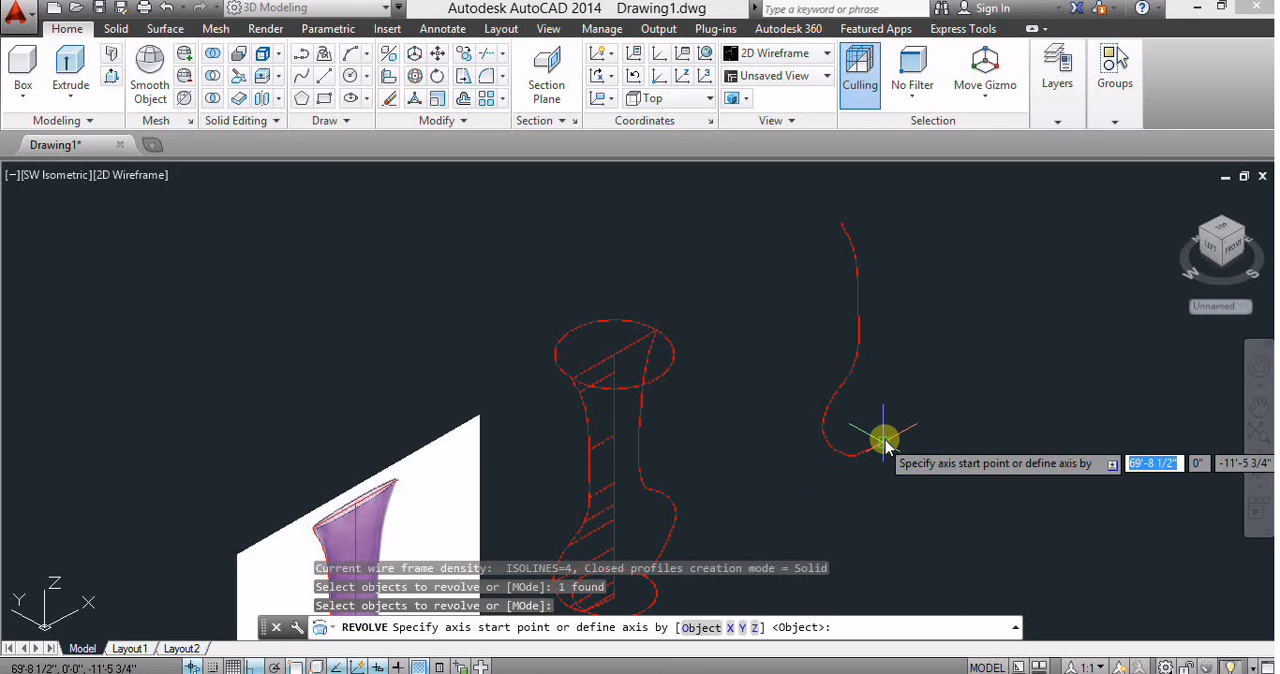 3D Modeling
Autodesk AutoCAD 2014 Drawing1.dwg
Type a keyword or phrase
Sign In
Home Solid Surface Mesh Render Parametric Insert Annotate Layout View Manage Output Plug-ins Autodesk 360 Featured Apps Express Tools
2D Wireframe
Unsaved View
Top
Box Extrude
Smooth Object
Section Plane
Culling No Filter Move Gizmo Layers Groups
Modeling Mesh Solid Editing Draw Modify Section Coordinates View Selection
Drawing1*
[−][SW Isometric][2D Wireframe]
TOP
LEFT FRONT
W S
Unnamed
Specify axis start point or define axis by 69'-8 1/2" 0" -11'-5 3/4"
Current wire frame density: ISOLINES=4, Closed profiles creation mode = Solid
Select objects to revolve or [MOde]: 1 found
Select objects to revolve or [MOde]:
Z
Y X
REVOLVE Specify axis start point or define axis by [Object X Y Z] <Object>:
Model Layout1 Layout2
69'-8 1/2", 0'-0", -11'-5 3/4"
MODEL 1:1